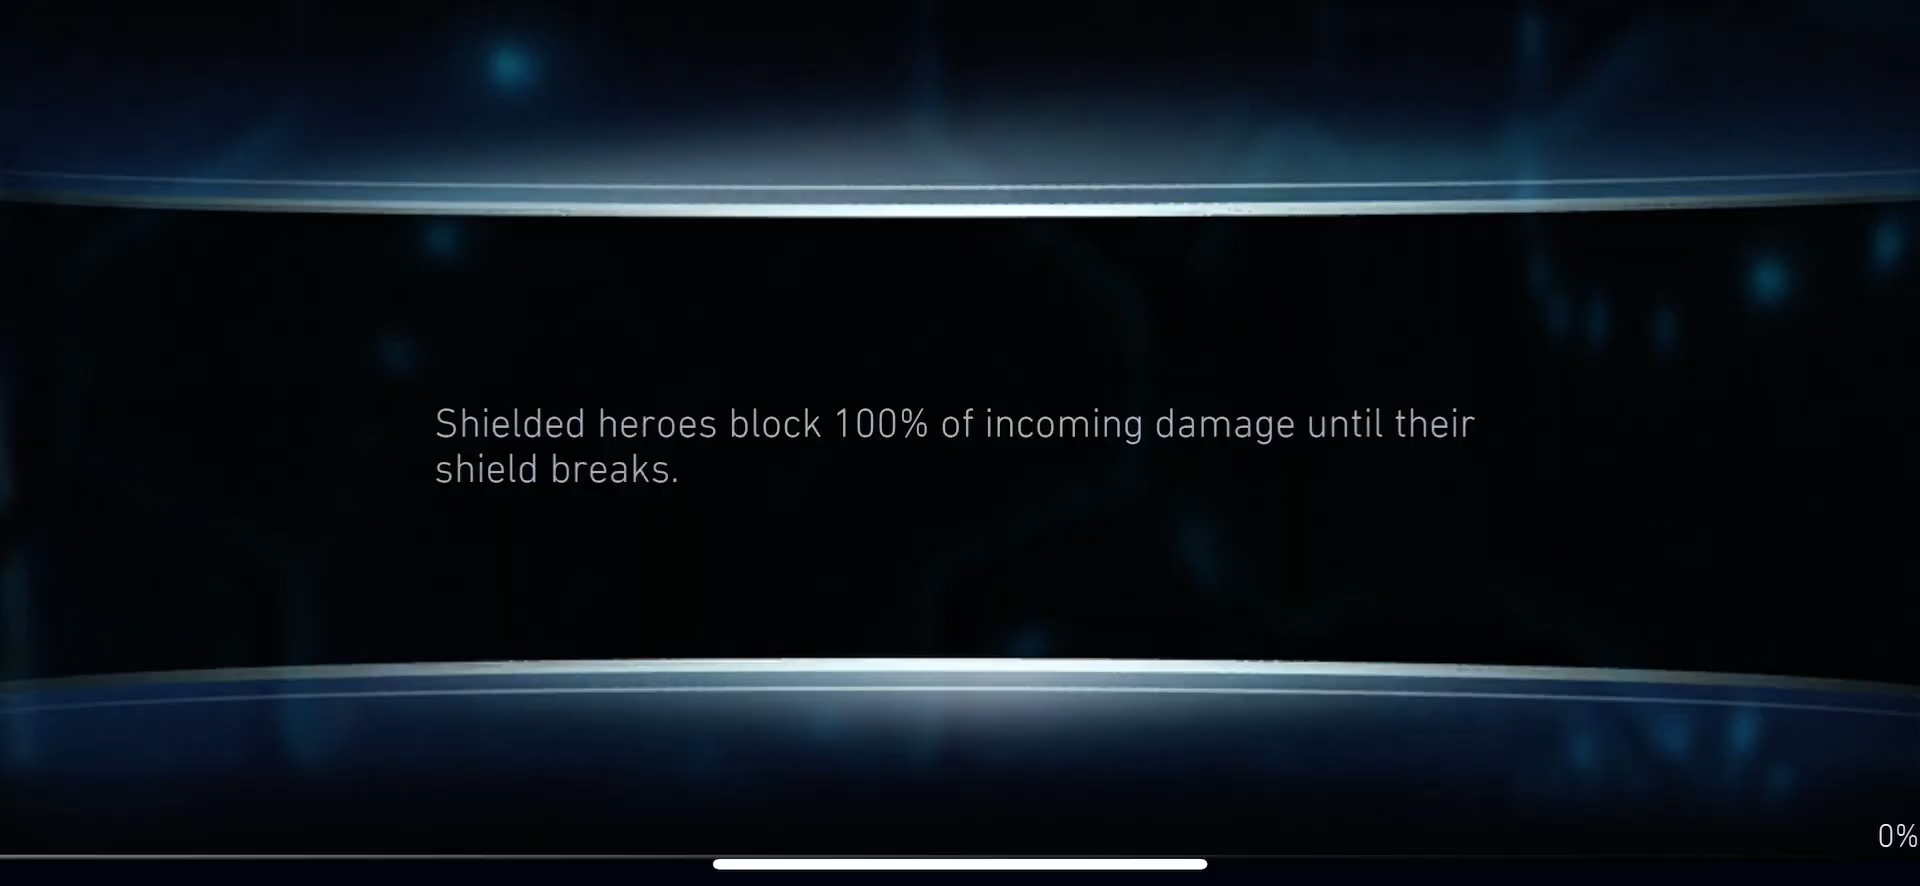 Shielded heroes block 100% of incoming damage until their
shield breaks.
0%